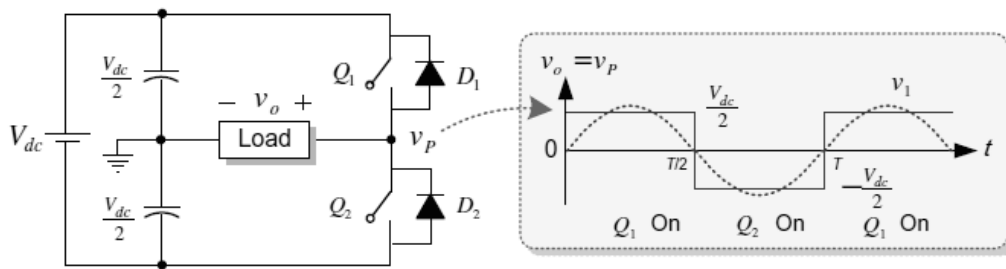 V_dc
V_dc/2
V_dc/2
− v_o +
Load
Q_1
D_1
v_P
Q_2
D_2
v_o = v_P
V_dc/2
v_1
0
T/2
T
t
−V_dc/2
Q_1 On Q_2 On Q_1 On